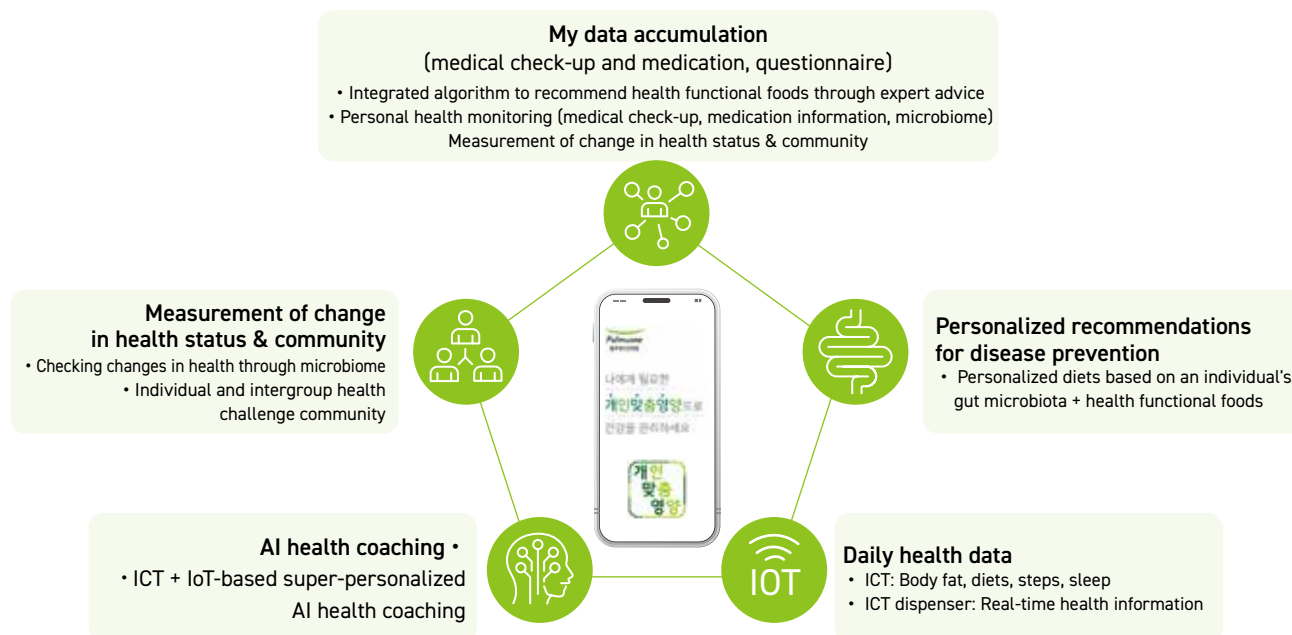 My data accumulation
(medical check-up and medication, questionnaire)
• Integrated algorithm to recommend health functional foods through expert advice
• Personal health monitoring (medical check-up, medication information, microbiome)
Measurement of change in health status & community
Measurement of change
in health status & community
• Checking changes in health through microbiome
• Individual and intergroup health
challenge community
Pulmuone
나에게 필요한
개인맞춤영양으로
건강을 관리하세요
개인
맞춤
영양
Personalized recommendations
for disease prevention
• Personalized diets based on an individual's
gut microbiota + health functional foods
AI health coaching •
• ICT + IoT-based super-personalized
AI health coaching
IOT
Daily health data
• ICT: Body fat, diets, steps, sleep
• ICT dispenser: Real-time health information